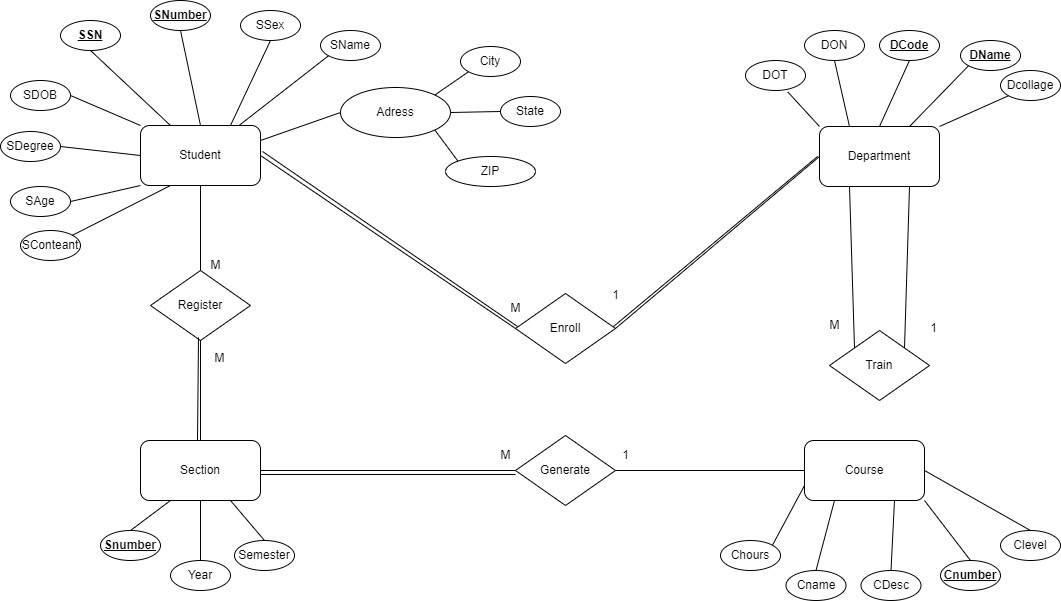 SNumber
SSex
SSN
SName
DON
DCode
DName
City
DOT
Dcollage
SDOB
Adress
State
SDegree
Student
Department
ZIP
SAge
SConteant
M
Register
M
M
1
Enroll
M
1
Train
M
1
Section
Generate
Course
Snumber
Semester
Year
Chours
Cname
CDesc
Cnumber
Clevel